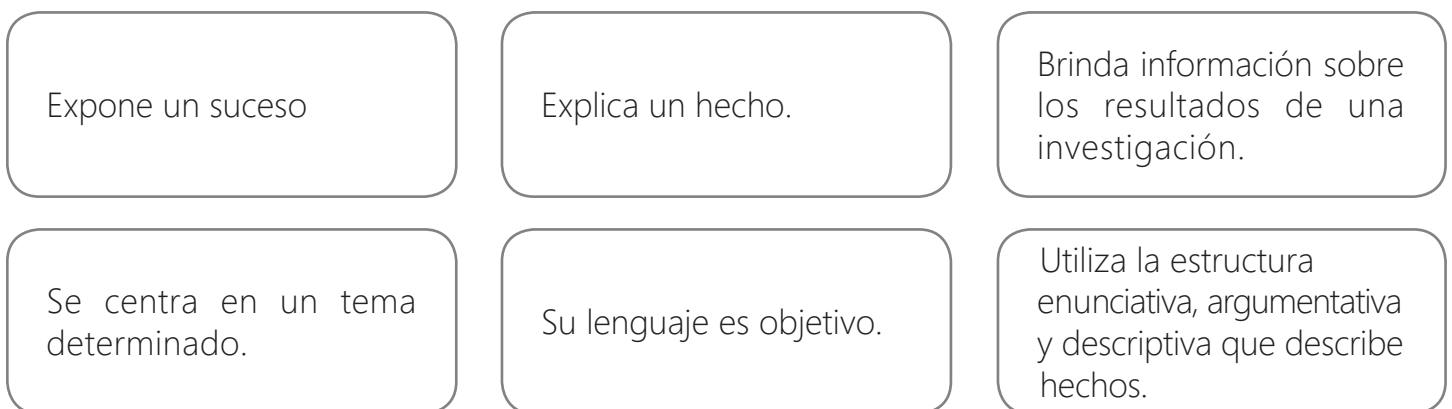 Expone un suceso
Explica un hecho.
Brinda información sobre
los resultados de una
investigación.
Se centra en un tema
determinado.
Su lenguaje es objetivo.
Utiliza la estructura
enunciativa, argumentativa
y descriptiva que describe
hechos.